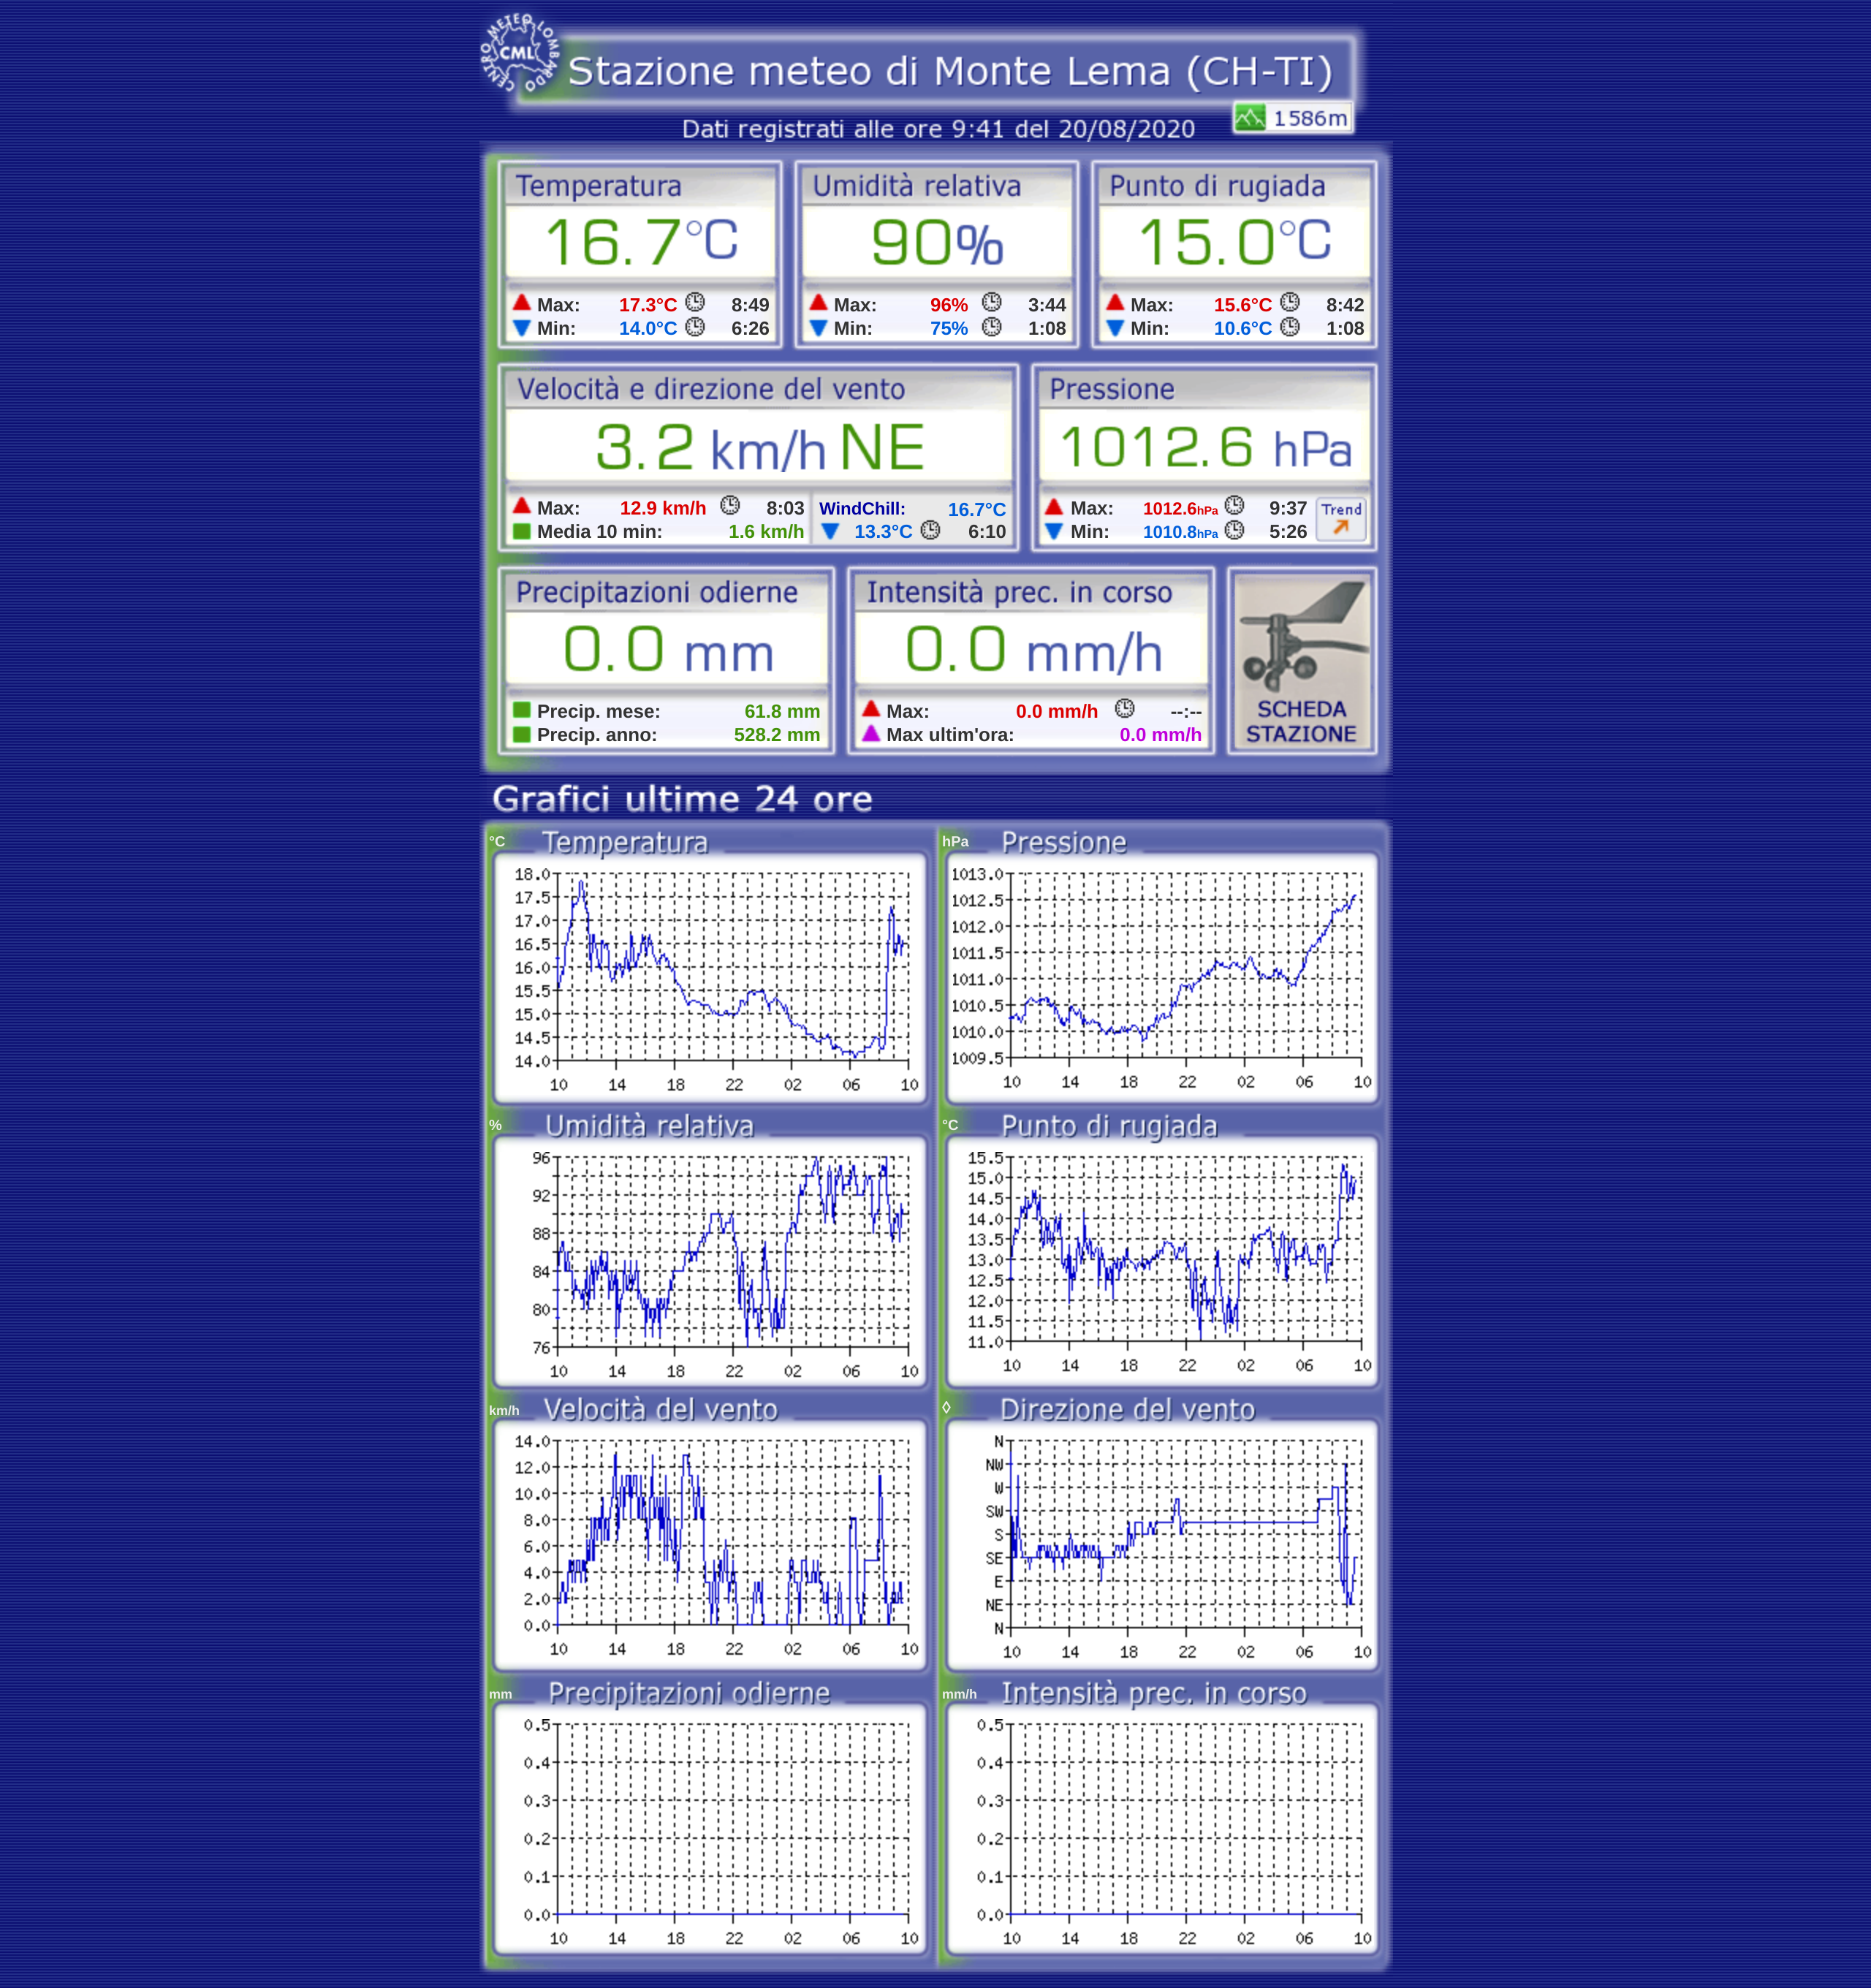 CENTRO METEO LOMBARDO
CML
Stazione meteo di Monte Lema (CH-TI)
1586m
Dati registrati alle ore 9:41 del 20/08/2020
Temperatura Umidità relativa Punto di rugiada
16.7°C 90% 15.0°C
Max: 17.3°C 8:49 Max: 96% 3:44 Max: 15.6°C 8:42
Min: 14.0°C 6:26 Min: 75% 1:08 Min: 10.6°C 1:08
Velocità e direzione del vento Pressione
3.2 km/h NE 1012.6 hPa
Max: 12.9 km/h 8:03 WindChill: 16.7°C Max: 1012.6hPa 9:37 Trend
Media 10 min: 1.6 km/h 13.3°C 6:10 Min: 1010.8hPa 5:26
Precipitazioni odierne Intensità prec. in corso
0.0 mm 0.0 mm/h
Precip. mese: 61.8 mm Max: 0.0 mm/h --:-- SCHEDA
Precip. anno: 528.2 mm Max ultim'ora: 0.0 mm/h STAZIONE
Grafici ultime 24 ore
°C Temperatura
18.0
17.5
17.0
16.5
16.0
15.5
15.0
14.5
14.0
10 14 18 22 02 06 10
hPa Pressione
1013.0
1012.5
1012.0
1011.5
1011.0
1010.5
1010.0
1009.5
10 14 18 22 02 06 10
% Umidità relativa
96
92
88
84
80
76
10 14 18 22 02 06 10
°C Punto di rugiada
15.5
15.0
14.5
14.0
13.5
13.0
12.5
12.0
11.5
11.0
10 14 18 22 02 06 10
km/h Velocità del vento
14.0
12.0
10.0
8.0
6.0
4.0
2.0
0.0
10 14 18 22 02 06 10
◊ Direzione del vento
N
NW
W
SW
S
SE
E
NE
N
10 14 18 22 02 06 10
mm Precipitazioni odierne
0.5
0.4
0.3
0.2
0.1
0.0
10 14 18 22 02 06 10
mm/h Intensità prec. in corso
0.5
0.4
0.3
0.2
0.1
0.0
10 14 18 22 02 06 10